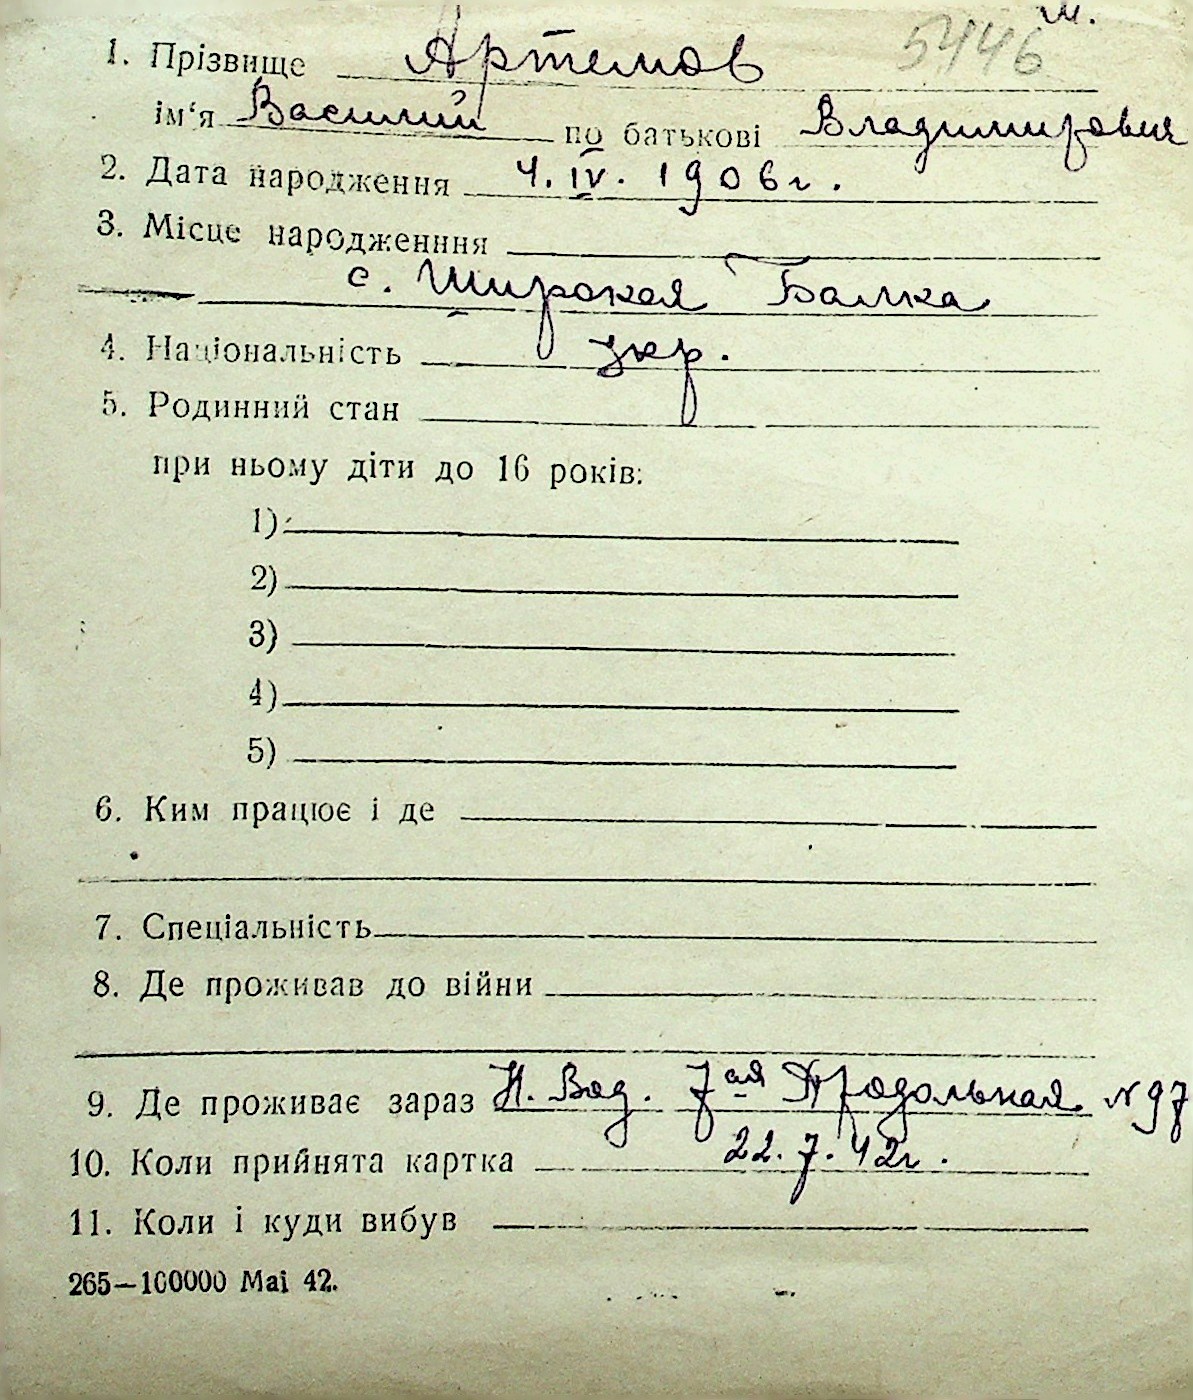 м.
5446
1. Прізвище Артемов
ім‘я Василий по батькові Владимирович
2. Дата народження 4. IV. 1906 г.
3. Місце народженння
с. Широкая Балка
4. Національність укр.
5. Родинний стан
при ньому діти до 16 років:
1)
2)
3)
4)
5)
6. Ким працює і де
7. Спеціальність
8. Де проживав до війни
9. Де проживає зараз Н. Вод. 7ая Продольная N 97
10. Коли прийнята картка 22. 7. 42г.
11. Коли і куди вибув
265—100000 Mai 42.